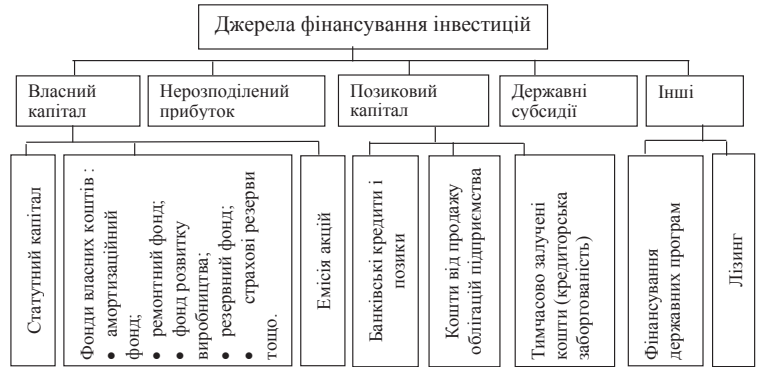 Джерела фінансування інвестицій
Власний
капітал
Нерозподілений
прибуток
Позиковий
капітал
Державні
субсидії
Інші
Статутний капітал
Фонди власних коштів :
• амортизаційний
фонд;
• ремонтний фонд;
• фонд розвитку
виробництва;
• резервний фонд;
• страхові резерви
тощо.
Емісія акцій
Банківські кредити і
позики
Кошти від продажу
облігацій підприємства
Тимчасово залучені
кошти (кредиторська
заборгованість)
Фінансування
державних програм
Лізинг